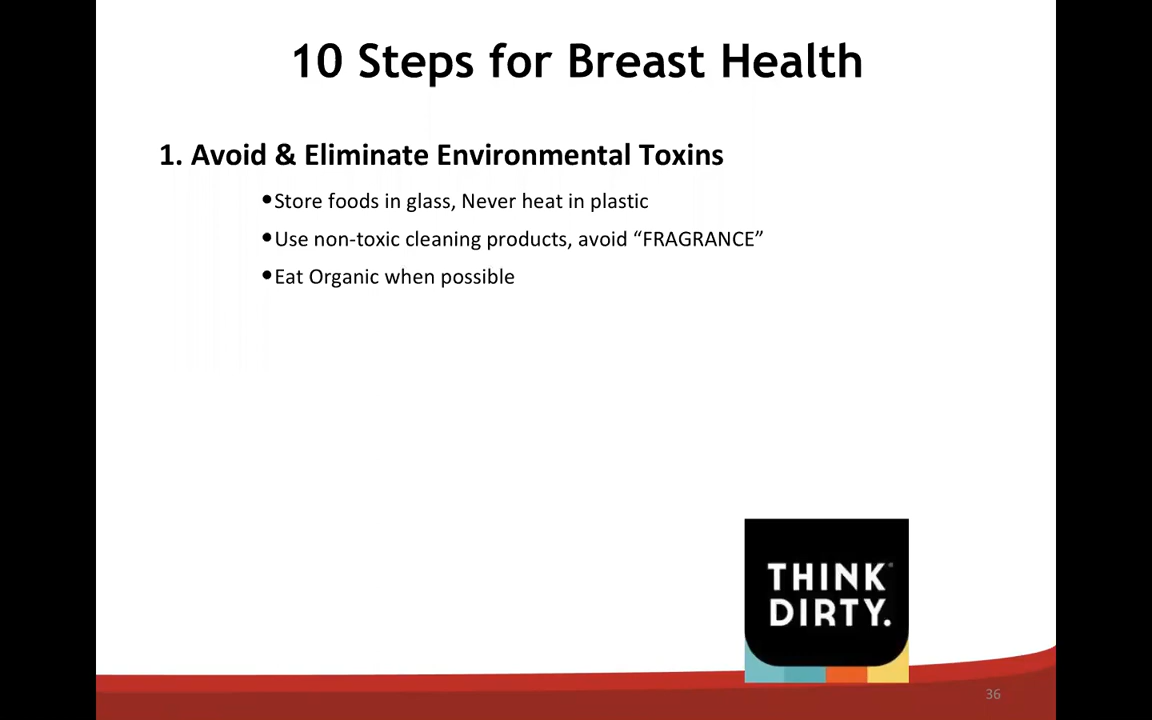 10 Steps for Breast Health
1. Avoid & Eliminate Environmental Toxins
•Store foods in glass, Never heat in plastic
•Use non-toxic cleaning products, avoid “FRAGRANCE”
•Eat Organic when possible
THINK
DIRTY.
36